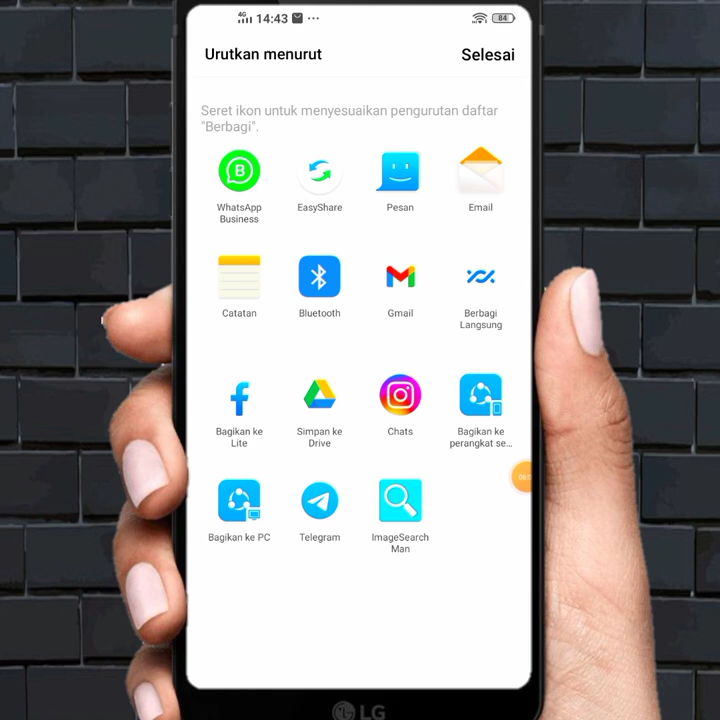 4G 14:43 84
Urutkan menurut Selesai
Seret ikon untuk menyesuaikan pengurutan daftar
"Berbagi".
WhatsApp EasyShare Pesan Email
Business
Catatan Bluetooth Gmail Berbagi
Langsung
Bagikan ke Simpan ke Chats Bagikan ke
Lite Drive perangkat se...
Bagikan ke PC Telegram ImageSearch
Man
LG